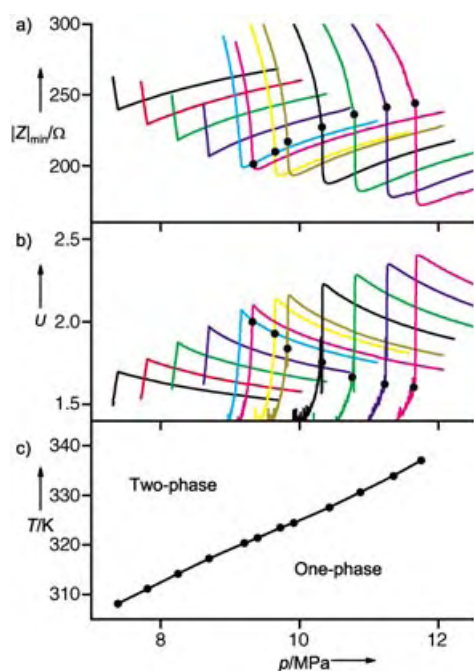 a)
300
250
|Z|min/Ω
200
b)
2.5
U
2.0
1.5
c)
340
Two-phase
330
T/K
320
One-phase
310
8
10
12
p/MPa